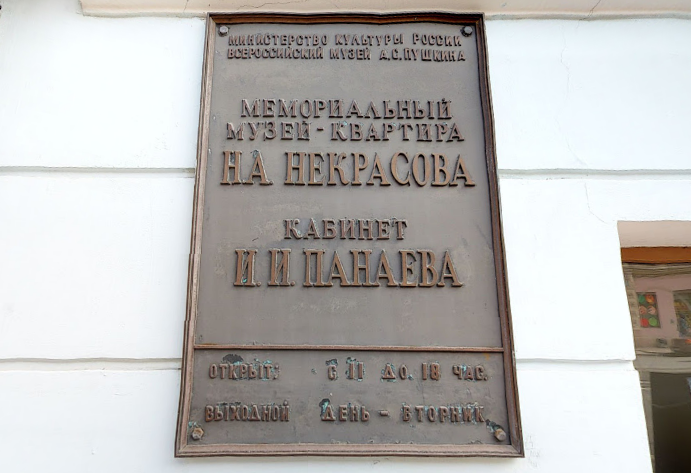 МИНИСТЕРСТВО КУЛЬТУРЫ РОССИИ
ВСЕРОССИЙСКИЙ МУЗЕЙ А.С.ПУШКИНА
МЕМОРИАЛЬНЫЙ
МУЗЕЙ-КВАРТИРА
Н А НЕКРАСОВА
КАБИНЕТ
И И ПАНАЕВА
ОТКРЫТ: С 11 ДО 18 ЧАС.
ВЫХОДНОЙ ДЕНЬ - ВТОРНИК